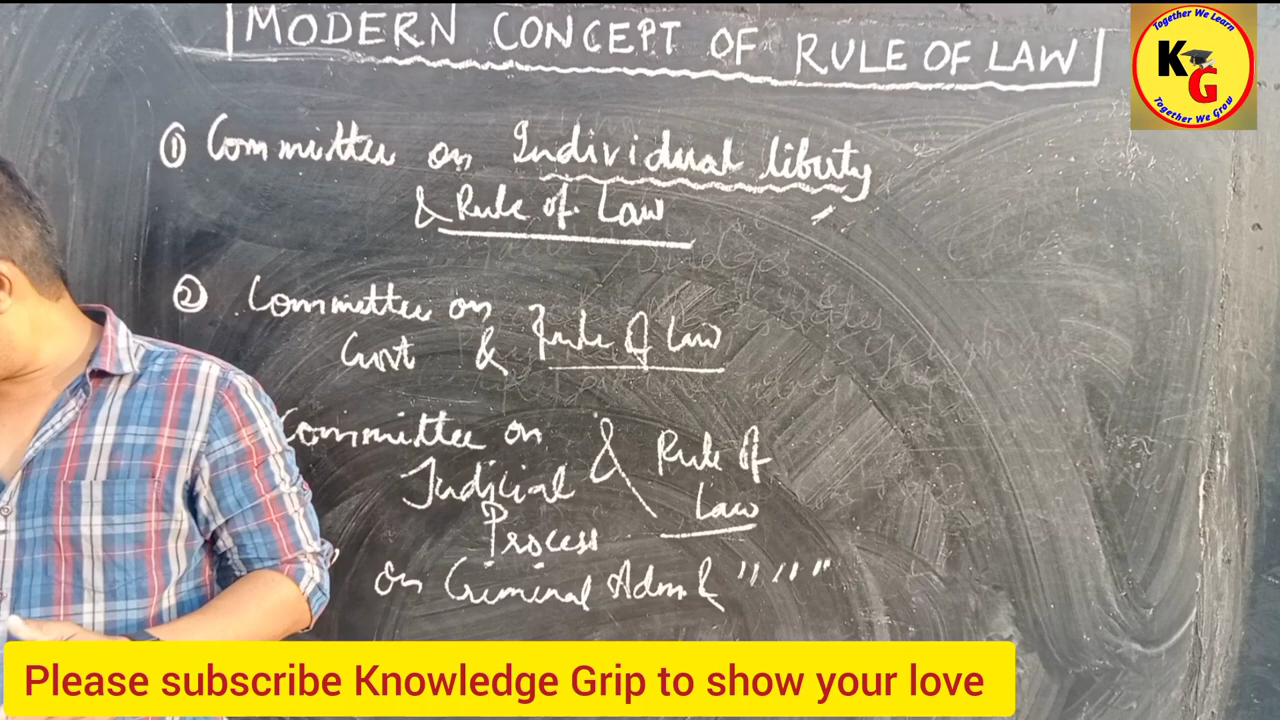 MODERN CONCEPT OF RULE OF LAW
Together We Learn
KG
Together We Grow
① Committee on Individual liberty
& Rule of Law
② Committee on
Govt & Rule Of Law
Committee on
Judicial & Rule Of
Process Law
on Criminal Adm & " " "
Please subscribe Knowledge Grip to show your love